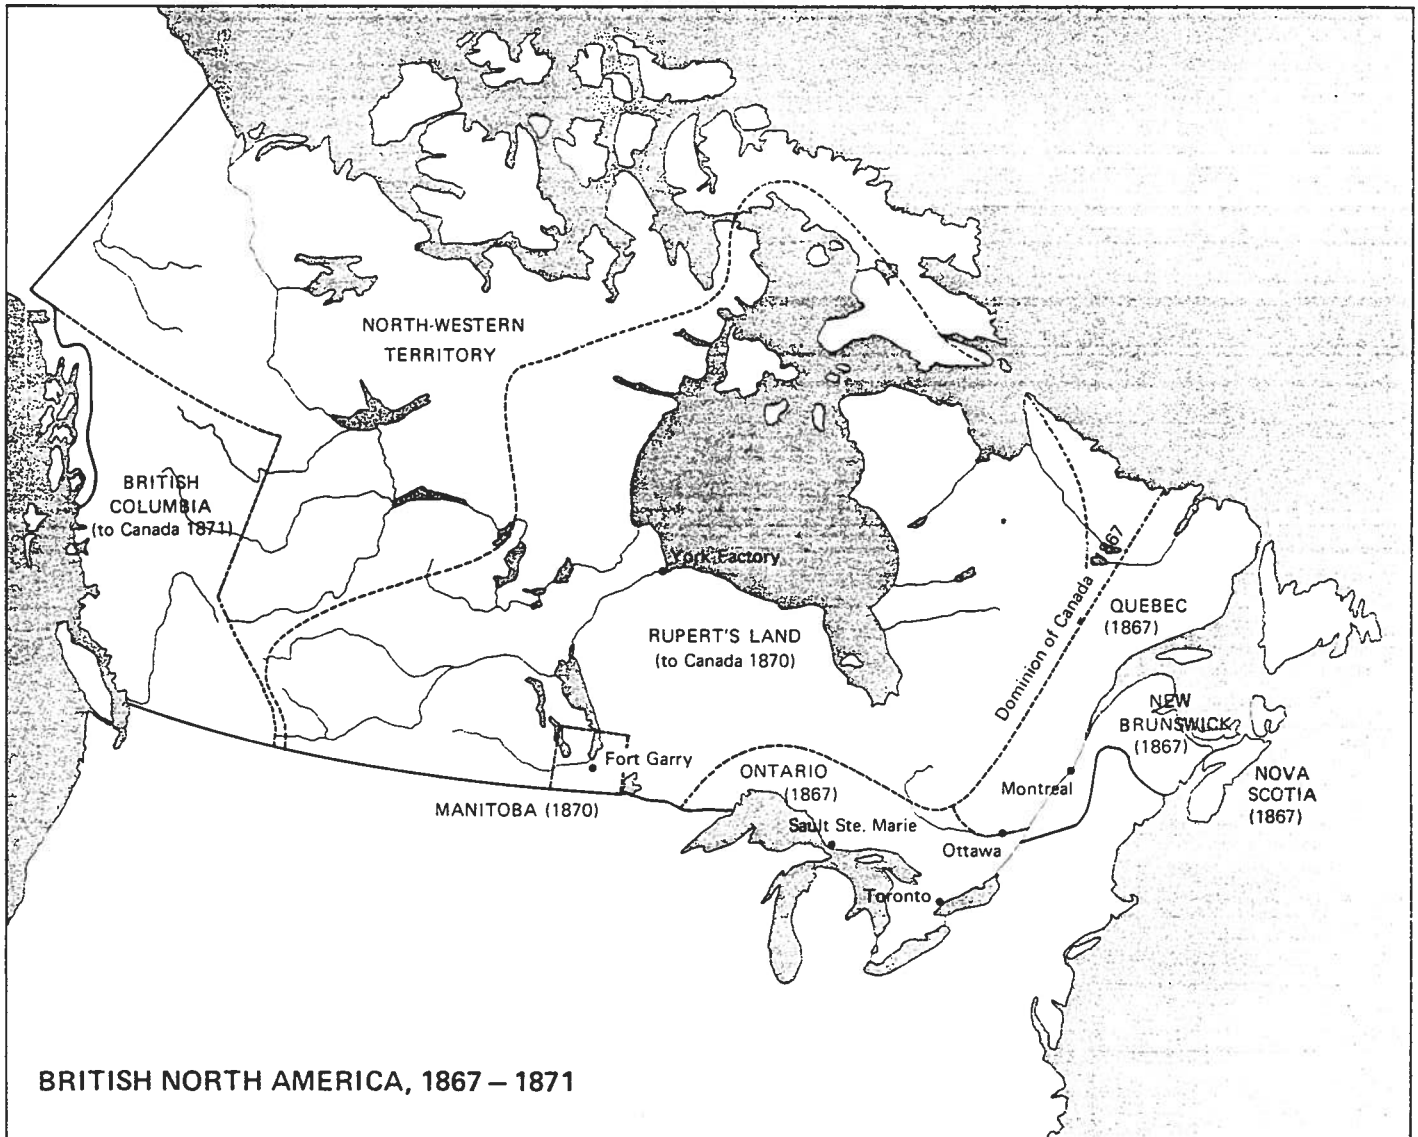 NORTH-WESTERN
TERRITORY
BRITISH
COLUMBIA
(to Canada 1871)
York Factory
1867
Dominion of Canada
QUEBEC
(1867)
RUPERT'S LAND
(to Canada 1870)
NEW
BRUNSWICK
(1867)
Fort Garry
ONTARIO
(1867)
Montreal
NOVA
SCOTIA
(1867)
MANITOBA (1870)
Sault Ste. Marie
Ottawa
Toronto
BRITISH NORTH AMERICA, 1867 – 1871